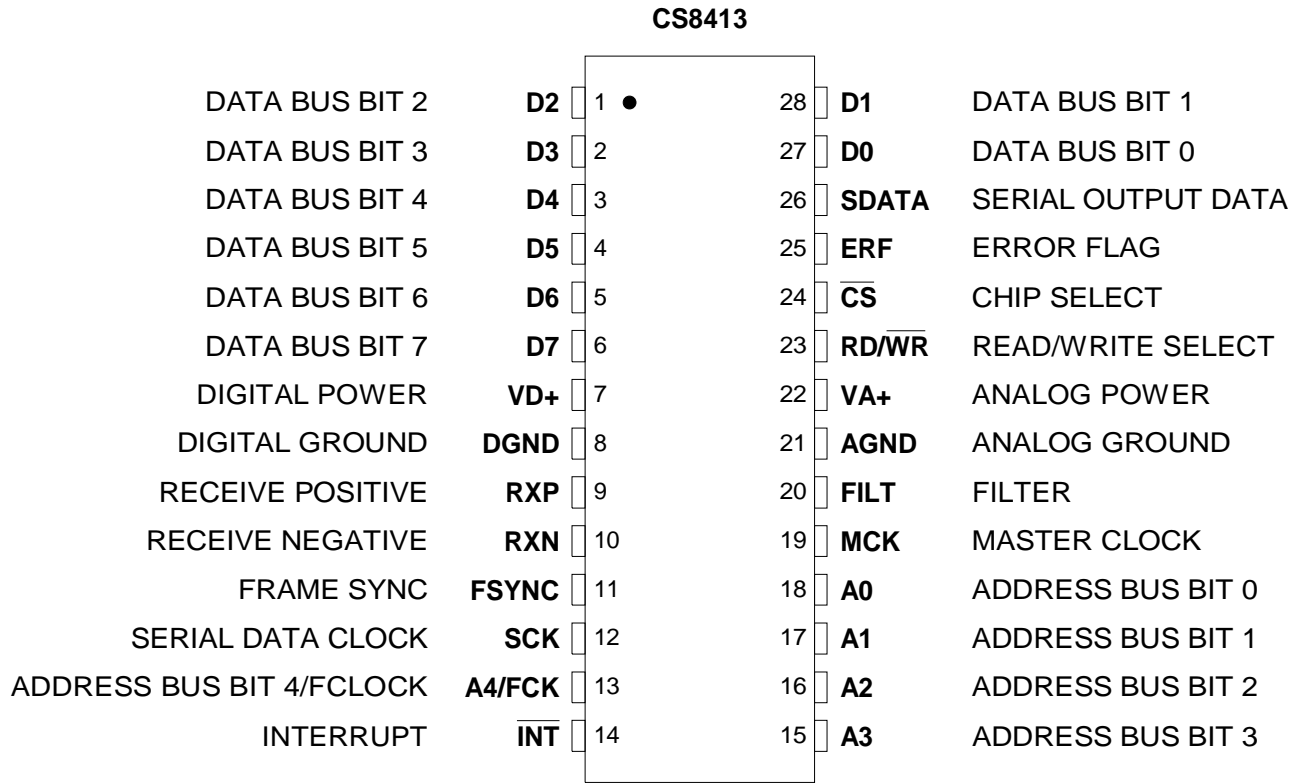 CS8413
DATA BUS BIT 2 D2 1 28 D1 DATA BUS BIT 1
DATA BUS BIT 3 D3 2 27 D0 DATA BUS BIT 0
DATA BUS BIT 4 D4 3 26 SDATA SERIAL OUTPUT DATA
DATA BUS BIT 5 D5 4 25 ERF ERROR FLAG
DATA BUS BIT 6 D6 5 24 C̅S̅ CHIP SELECT
DATA BUS BIT 7 D7 6 23 RD/W̅R̅ READ/WRITE SELECT
DIGITAL POWER VD+ 7 22 VA+ ANALOG POWER
DIGITAL GROUND DGND 8 21 AGND ANALOG GROUND
RECEIVE POSITIVE RXP 9 20 FILT FILTER
RECEIVE NEGATIVE RXN 10 19 MCK MASTER CLOCK
FRAME SYNC FSYNC 11 18 A0 ADDRESS BUS BIT 0
SERIAL DATA CLOCK SCK 12 17 A1 ADDRESS BUS BIT 1
ADDRESS BUS BIT 4/FCLOCK A4/FCK 13 16 A2 ADDRESS BUS BIT 2
INTERRUPT I̅N̅T̅ 14 15 A3 ADDRESS BUS BIT 3